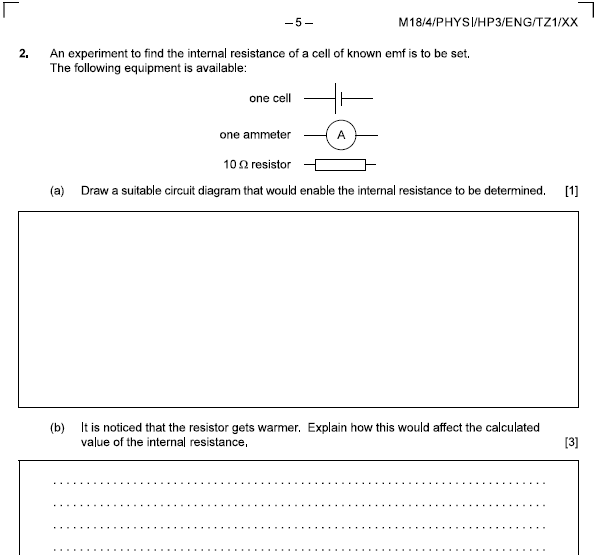 – 5 –
M18/4/PHYSI/HP3/ENG/TZ1/XX
2. An experiment to find the internal resistance of a cell of known emf is to be set.
The following equipment is available:
one cell
one ammeter A
10 Ω resistor
(a) Draw a suitable circuit diagram that would enable the internal resistance to be determined. [1]
(b) It is noticed that the resistor gets warmer. Explain how this would affect the calculated
value of the internal resistance. [3]